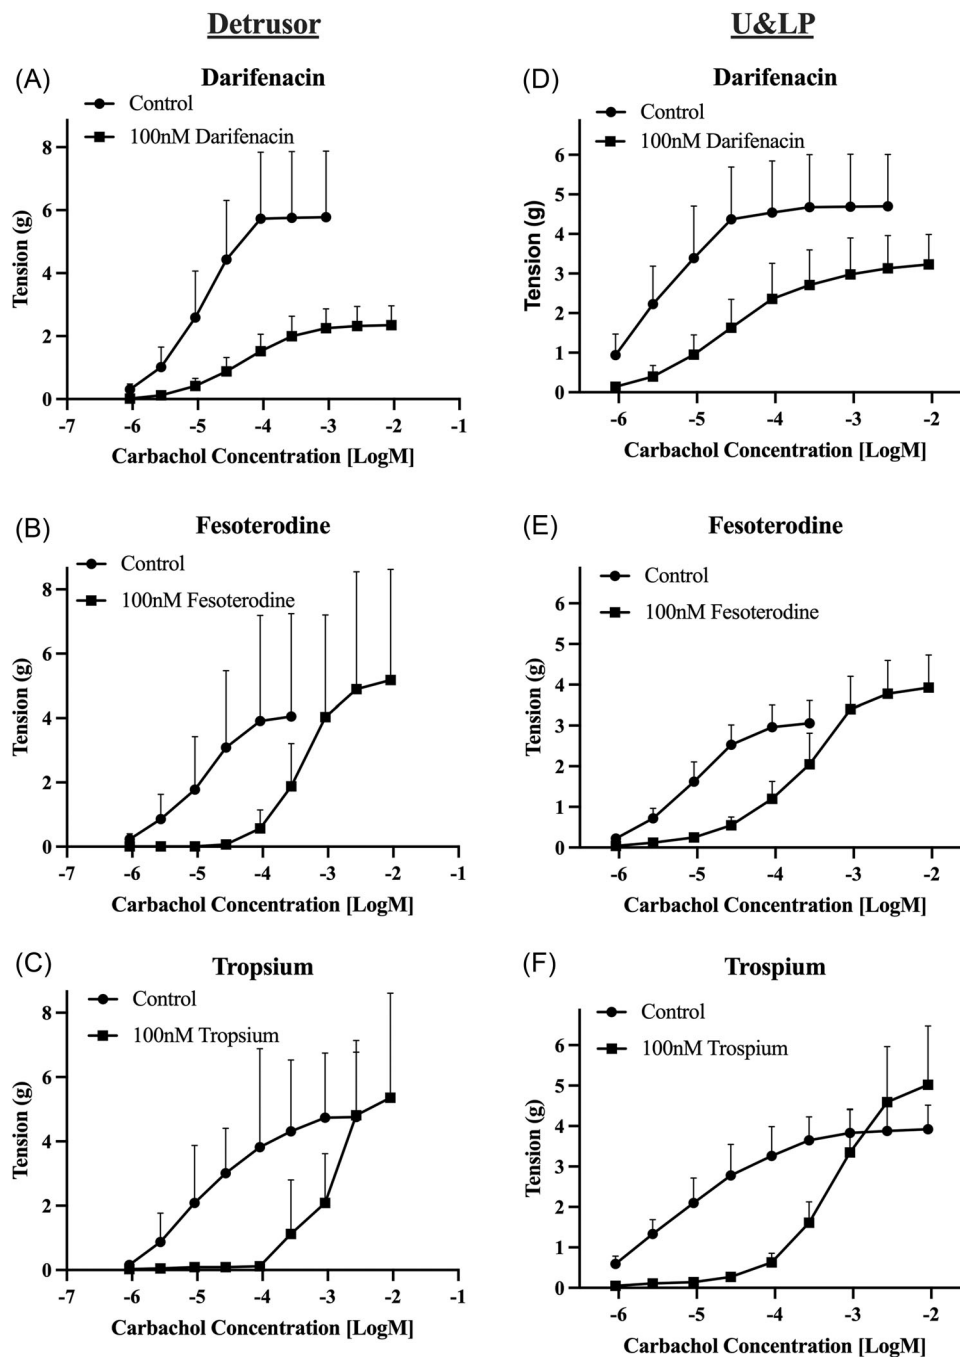 Detrusor
U&LP
(A)
Darifenacin
Control
100nM Darifenacin
Tension (g)
8
6
4
2
0
-7 -6 -5 -4 -3 -2 -1
Carbachol Concentration [LogM]
(D)
Darifenacin
Control
100nM Darifenacin
Tension (g)
6
5
4
3
2
1
0
-6 -5 -4 -3 -2
Carbachol Concentration [LogM]
(B)
Fesoterodine
Control
100nM Fesoterodine
Tension (g)
8
6
4
2
0
-7 -6 -5 -4 -3 -2 -1
Carbachol Concentration [LogM]
(E)
Fesoterodine
Control
100nM Fesoterodine
Tension (g)
6
5
4
3
2
1
0
-6 -5 -4 -3 -2
Carbachol Concentration [LogM]
(C)
Tropsium
Control
100nM Tropsium
Tension (g)
8
6
4
2
0
-7 -6 -5 -4 -3 -2 -1
Carbachol Concentration [LogM]
(F)
Trospium
Control
100nM Trospium
Tension (g)
6
5
4
3
2
1
0
-6 -5 -4 -3 -2
Carbachol Concentration [LogM]